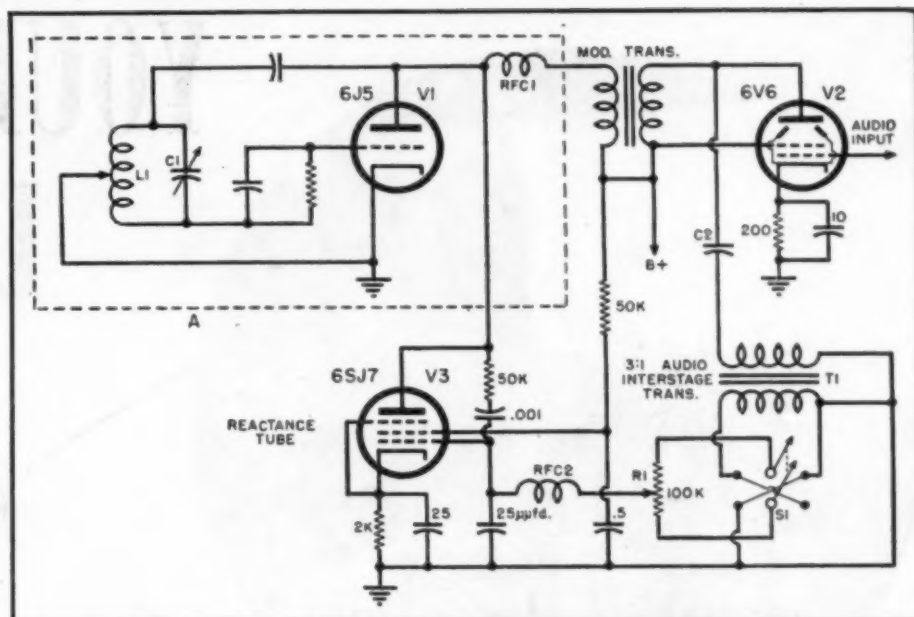 MOD. TRANS.
RFC1
6J5
V1
6V6
V2
AUDIO
INPUT
C1
L1
C2
200
10
B+
A
50K
6SJ7
V3
50K
.001
3:1 AUDIO
INTERSTAGE
TRANS.
T1
REACTANCE
TUBE
RFC2
R1
100K
S1
2K
25
25μμfd.
.5